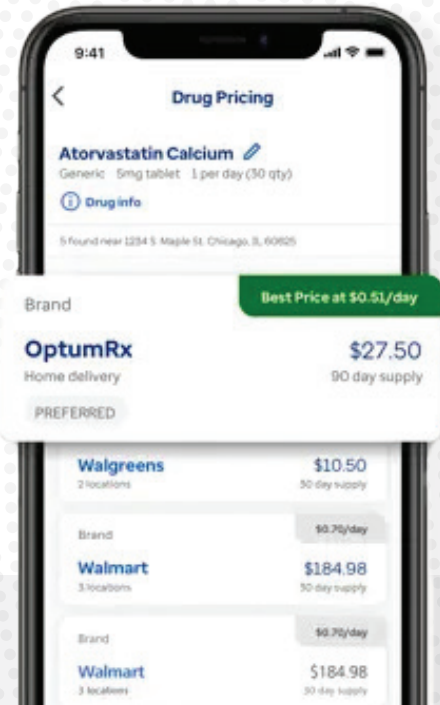 9:41
Drug Pricing
Atorvastatin Calcium
Generic 5mg tablet 1 per day (30 qty)
Drug info
5 found near 1234 S. Maple St. Chicago, IL, 60625
Brand
Best Price at $0.51/day
OptumRx
$27.50
Home delivery
90 day supply
PREFERRED
Walgreens
$10.50
2 locations
30 day supply
Brand
$0.70/day
Walmart
$184.98
3 locations
30 day supply
Brand
$0.70/day
Walmart
$184.98
3 locations
30 day supply